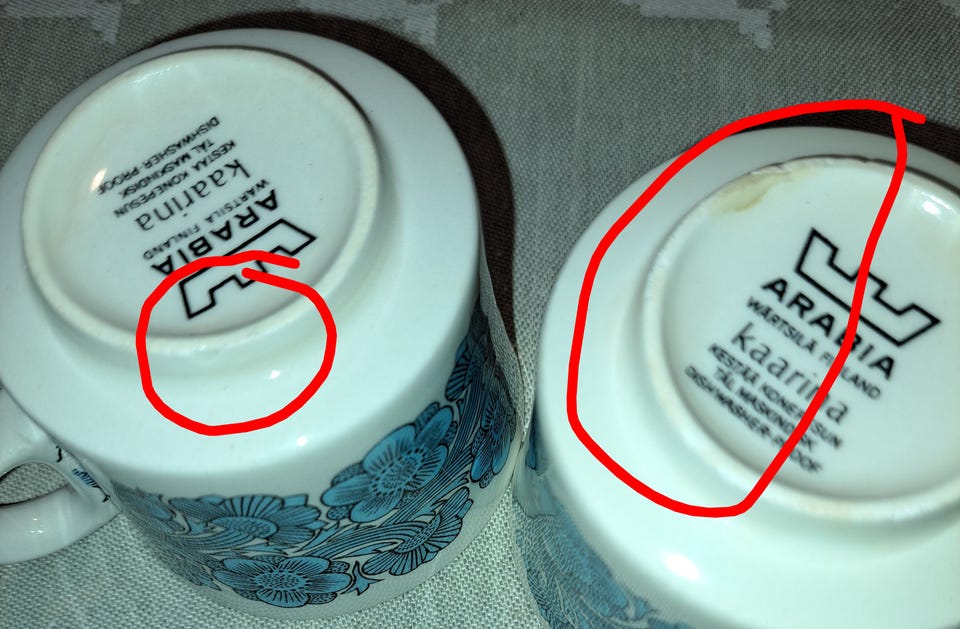 ARABIA
WÄRTSILÄ FINLAND
kaarina
KESTÄÄ KONEPESUN
TÅL MASKINDISK
DISHWASHER PROOF
ARABIA
WÄRTSILÄ FINLAND
kaarina
KESTÄÄ KONEPESUN
TÅL MASKINDISK
DISHWASHER-PROOF